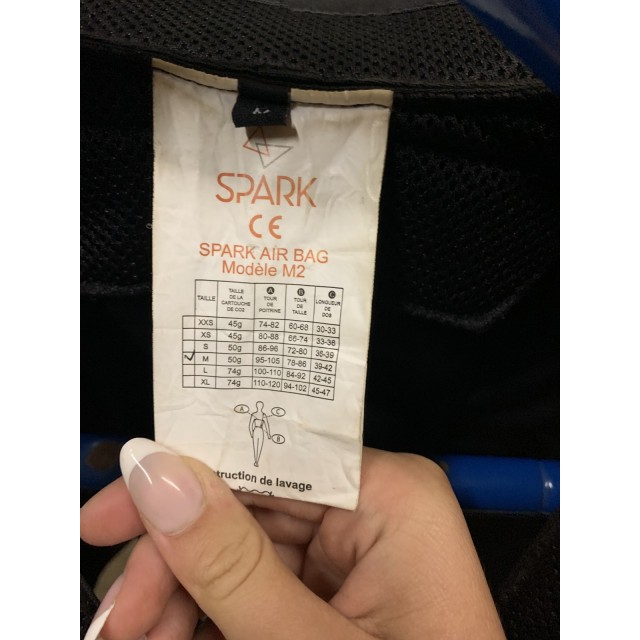 SPARK
CE
SPARK AIR BAG
Modèle M2
TAILLE TAILLE DE LA CARTOUCHE DE CO2 A TOUR DE POITRINE B TOUR DE TAILLE C LONGUEUR DE DOS
XXS 45g 74-82 60-68 30-33
XS 45g 80-88 66-74 33-36
S 50g 86-96 72-80 36-39
✓ M 50g 95-105 78-86 39-42
L 74g 100-110 84-92 42-45
XL 74g 110-120 94-102 45-47
A C
B
truction de lavage